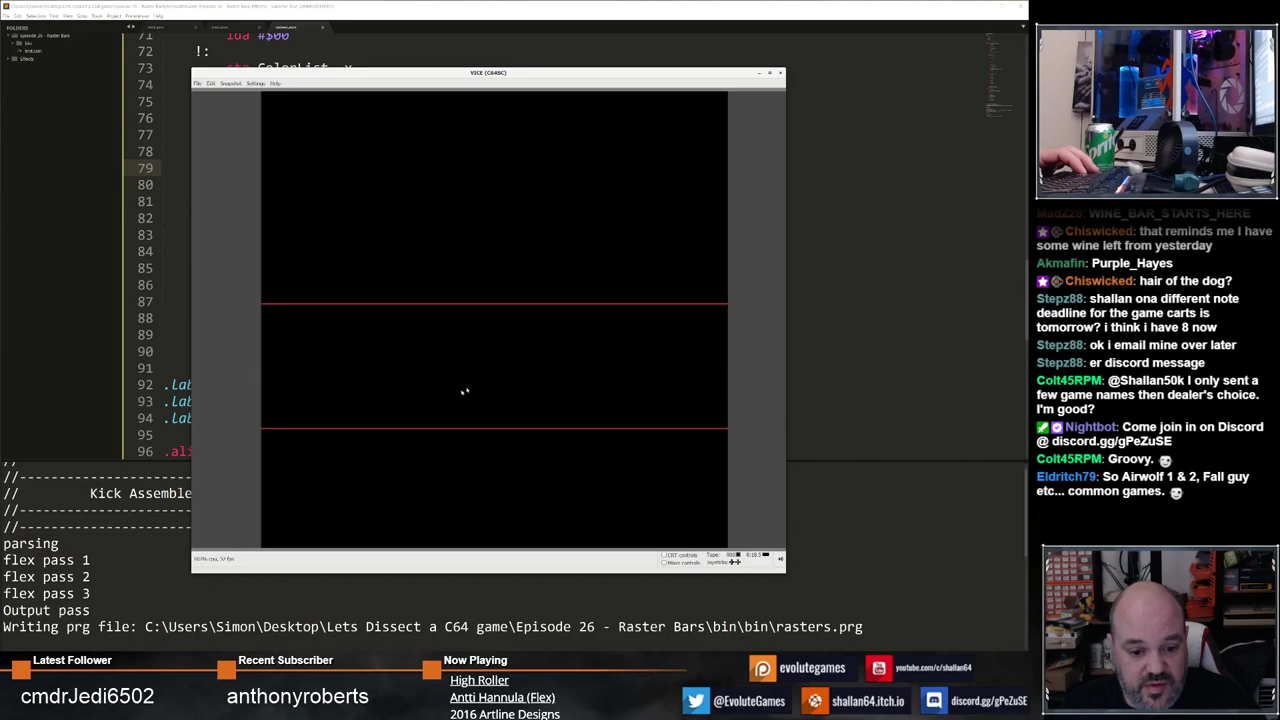 FOLDERS
71
lda #$00
72
!:
73
sta ColorList, x
74
75
76
77
78
79
80
81
82
83
84
85
86
87
88
89
90
91
92 .lab
93 .lab
94 .lab
95
96 .ali
VICE (C64SC)
File Edit Snapshot Settings Help
//
//
// Kick Assemble
//
//
parsing
flex pass 1
flex pass 2
flex pass 3
Output pass
Writing prg file: C:\Users\Simon\Desktop\Lets Dissect a C64 game\Episode 26 - Raster Bars\bin\bin\rasters.prg
Sprite
MadZ28: WINE_BAR_STARTS_HERE
Chiswicked: that reminds me I have
some wine left from yesterday
Akmafin: Purple_Hayes
Chiswicked: hair of the dog?
Stepz88: shallan ona different note
deadline for the game carts is
tomorrow? i think i have 8 now
Stepz88: ok i email mine over later
Stepz88: er discord message
Colt45RPM: @Shallan50k I only sent a
few game names then dealer's choice.
I'm good?
Nightbot: Come join in on Discord
@ discord.gg/gPeZuSE
Colt45RPM: Groovy.
Eldritch79: So Airwolf 1 & 2, Fall guy
etc... common games.
Latest Follower
cmdrJedi6502
Recent Subscriber
anthonyroberts
Now Playing
High Roller
Antti Hannula (Flex)
2016 Artline Designs
evolutegames
youtube.com/c/shallan64
@EvoluteGames
shallan64.itch.io
discord.gg/gPeZuSE